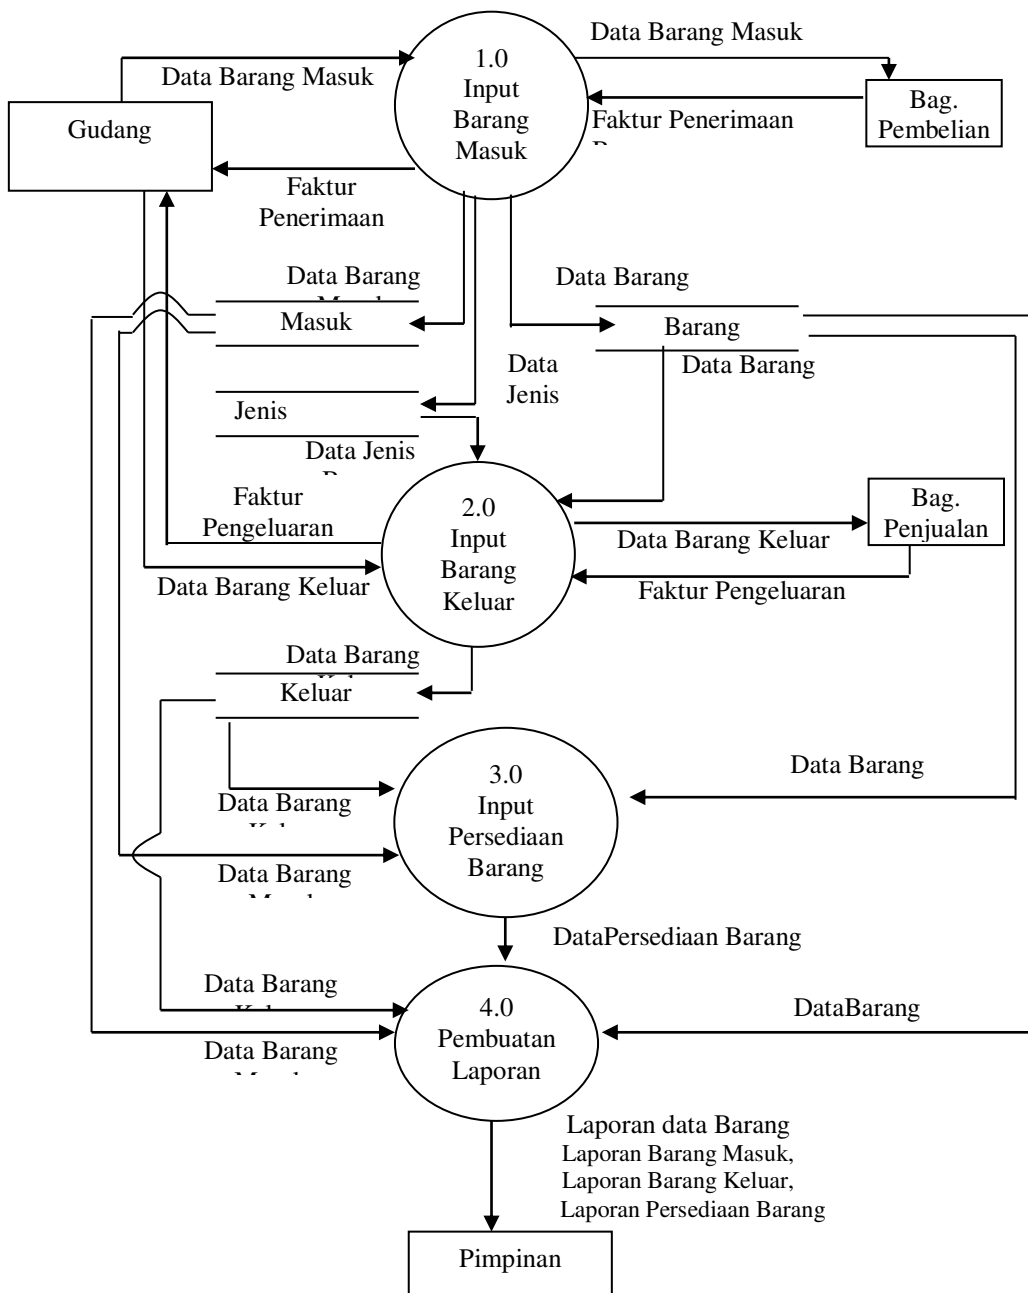 1.0
Input
Barang
Masuk
Data Barang Masuk
Data Barang Masuk
Gudang
Bag.
Pembelian
Faktur Penerimaan
Faktur
Penerimaan
Data Barang
Data Barang
Masuk
Barang
Data Barang
Data
Jenis
Jenis
Data Jenis
Faktur
Pengeluaran
2.0
Input
Barang
Keluar
Bag.
Penjualan
Data Barang Keluar
Data Barang Keluar
Faktur Pengeluaran
Data Barang
Keluar
3.0
Input
Persediaan
Barang
Data Barang
Data Barang
Data Barang
DataPersediaan Barang
Data Barang
4.0
Pembuatan
Laporan
DataBarang
Data Barang
Laporan data Barang
Laporan Barang Masuk,
Laporan Barang Keluar,
Laporan Persediaan Barang
Pimpinan